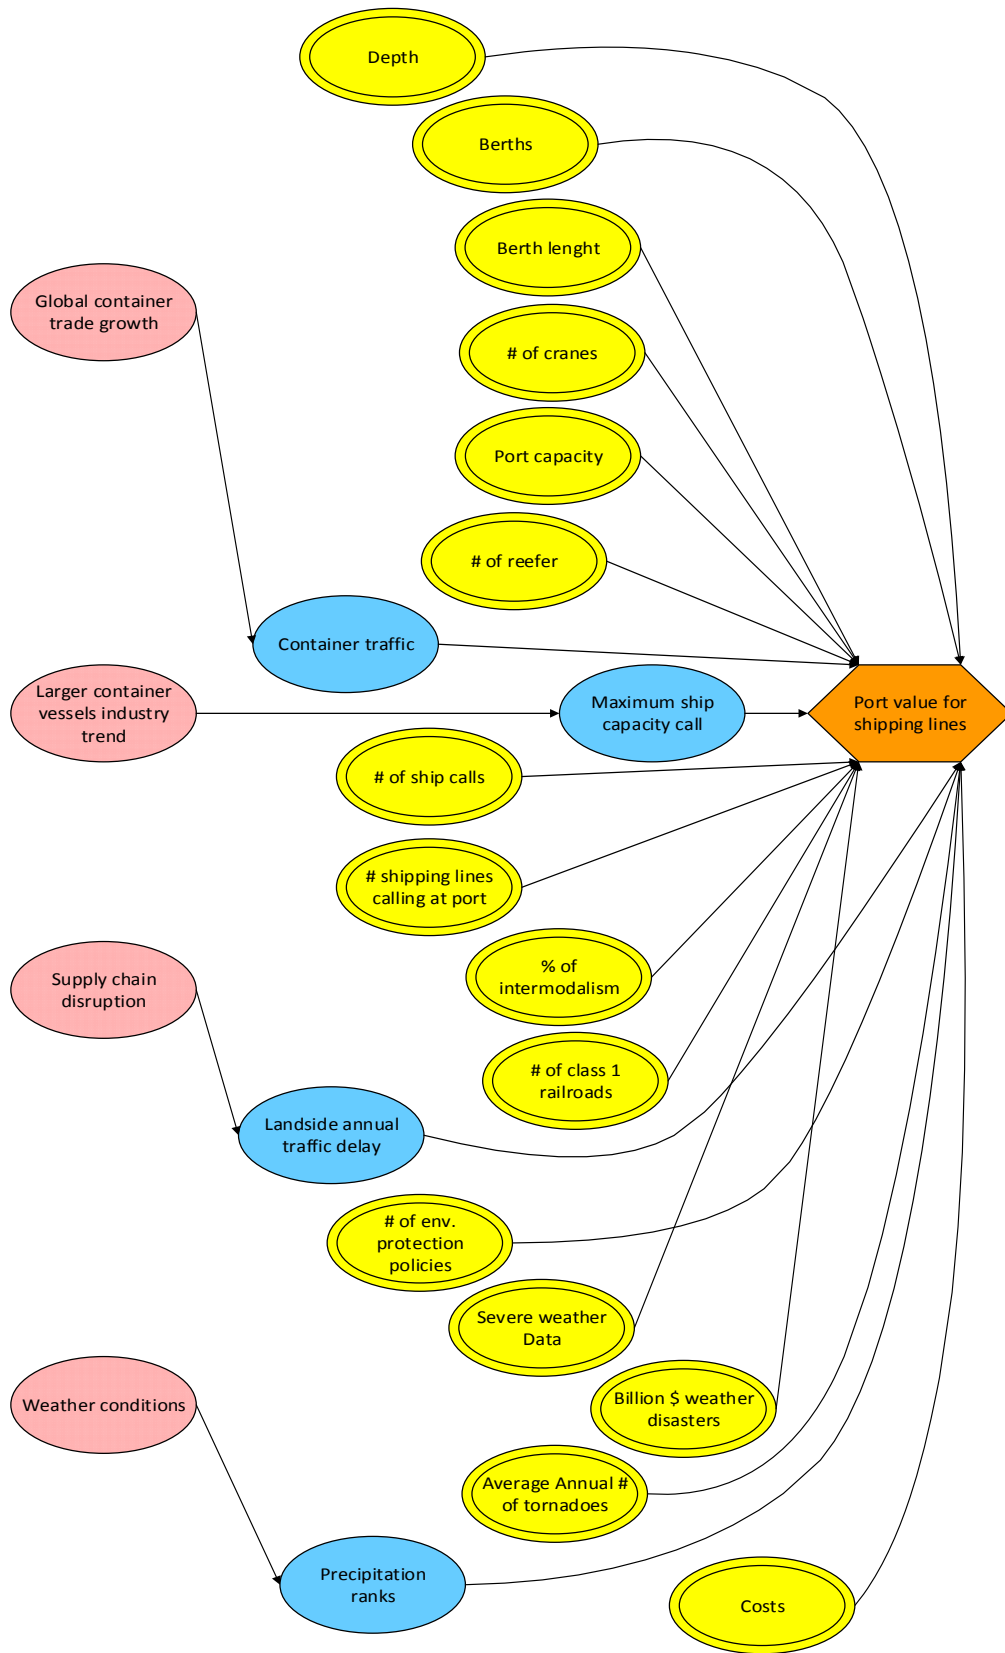 Depth
Berths
Berth lenght
Global container
trade growth
# of cranes
Port capacity
# of reefer
Container traffic
Larger container
vessels industry
trend
Maximum ship
capacity call
Port value for
shipping lines
# of ship calls
# shipping lines
calling at port
% of
intermodalism
Supply chain
disruption
# of class 1
railroads
Landside annual
traffic delay
# of env.
protection
policies
Severe weather
Data
Weather conditions
Billion $ weather
disasters
Average Annual #
of tornadoes
Precipitation
ranks
Costs